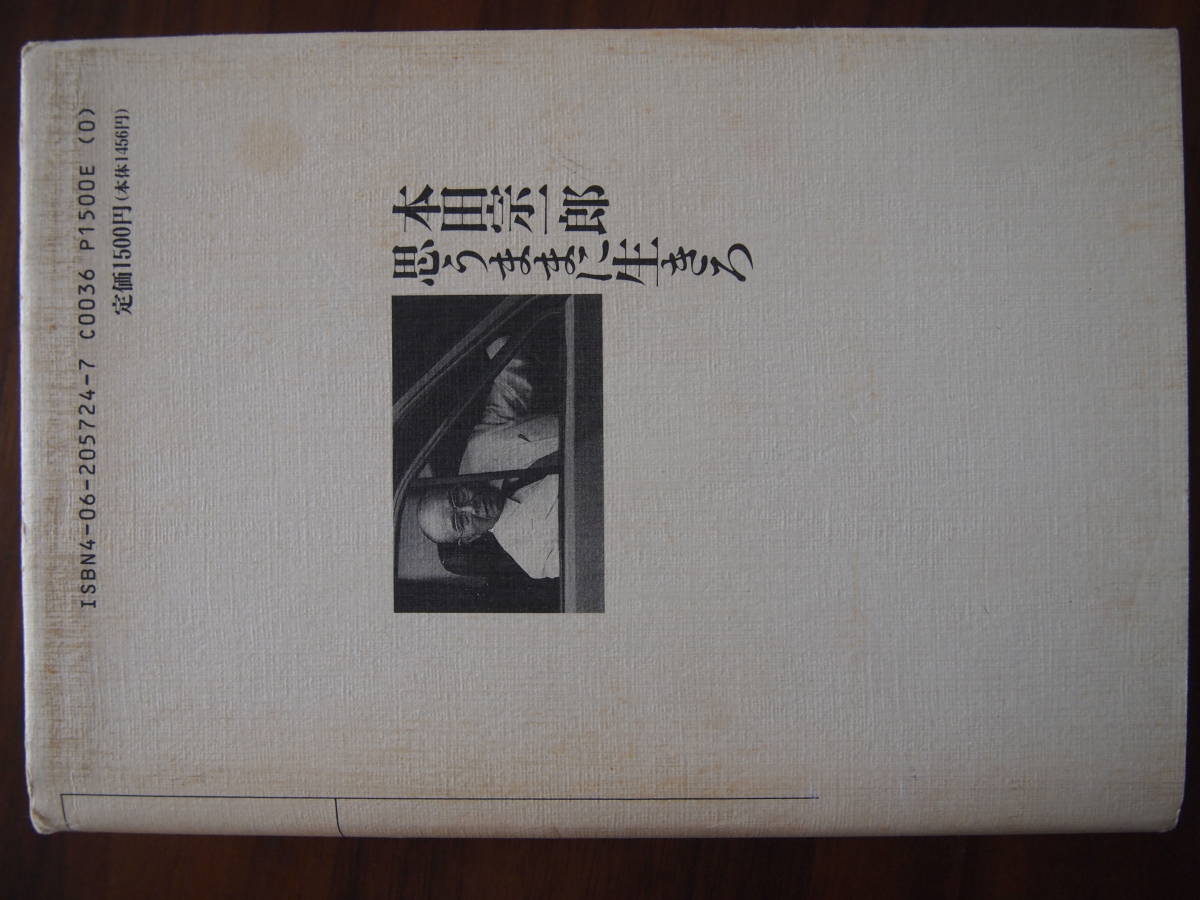 ISBN4-06-205724-7 C0036 P1500E (0)
定価1500円(本体1456円)
本田宗一郎
思うままに生きろ